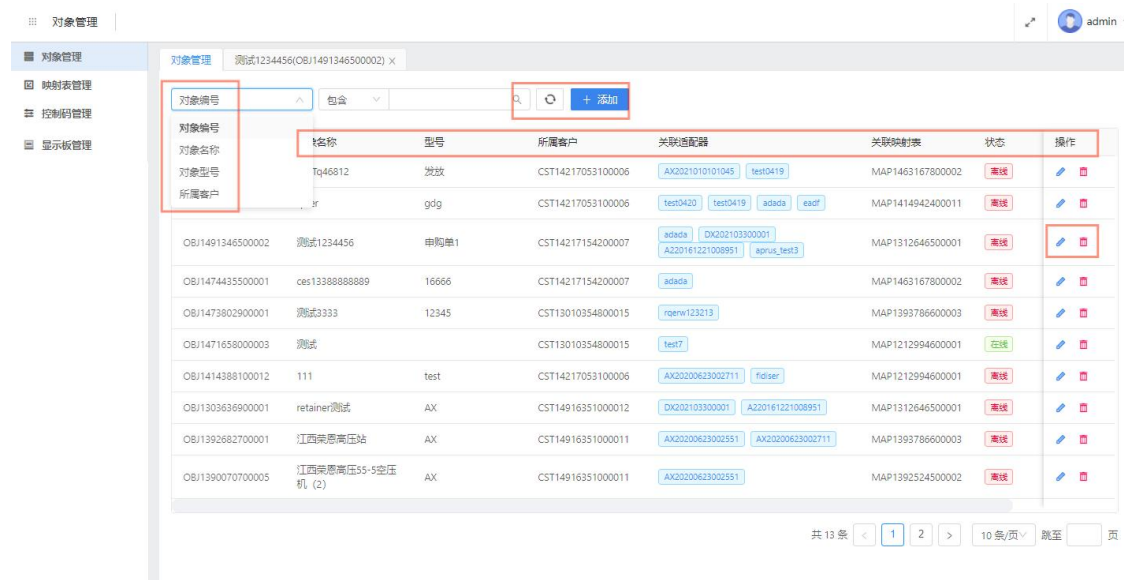 对象管理
admin
对象管理
映射表管理
控制码管理
显示板管理
对象管理 测试1234456(OBJ1491346500002) ×
对象编号 包含 + 添加
对象编号
对象名称
对象型号
所属客户
象名称 型号 所属客户 关联适配器 关联映射表 状态 操作
Tq46812 发放 CST14217053100006 AX2021010101045 test0419 MAP1463167800002 离线
gdg CST14217053100006 test0420 test0419 adada eadf MAP1414942400011 离线
OBJ1491346500002 测试1234456 申购单1 CST14217154200007 adada DX202103300001 A220161221008951 aprus_test3 MAP1312646500001 离线
OBJ1474435500001 ces13388888889 16666 CST14217154200007 adada MAP1463167800002 离线
OBJ1473802900001 测试3333 12345 CST13010354800015 rqerw123213 MAP1393786600003 离线
OBJ1471658000003 测试 CST13010354800015 test7 MAP1212994600001 在线
OBJ1414388100012 111 test CST14217053100006 AX20200623002711 fidiser MAP1212994600001 离线
OBJ1303636900001 retainer测试 AX CST14916351000012 DX202103300001 A220161221008951 MAP1312646500001 离线
OBJ1392682700001 江西荣恩高压站 AX CST14916351000011 AX20200623002551 AX20200623002711 MAP1393786600003 离线
OBJ1390070700005 江西荣恩高压55-5空压机（2） AX CST14916351000011 AX20200623002551 MAP1392524500002 离线
共 13 条 < 1 2 > 10 条/页 跳至 页